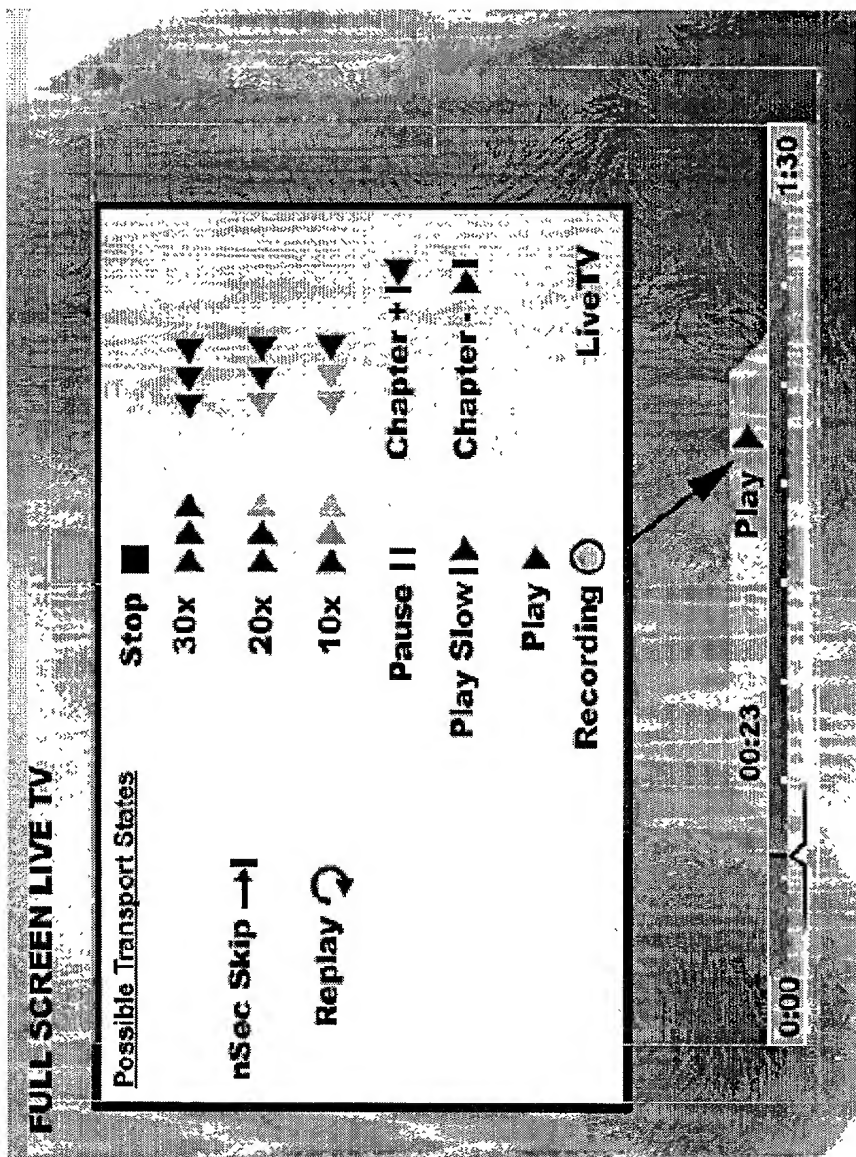 FULL SCREEN LIVE TV
Possible Transport States
Stop
30x
nSec Skip
20x
Replay
10x
Pause
Chapter +
Play Slow
Chapter -
Play
Recording
Live TV
00:23
Play
0:00
1:30